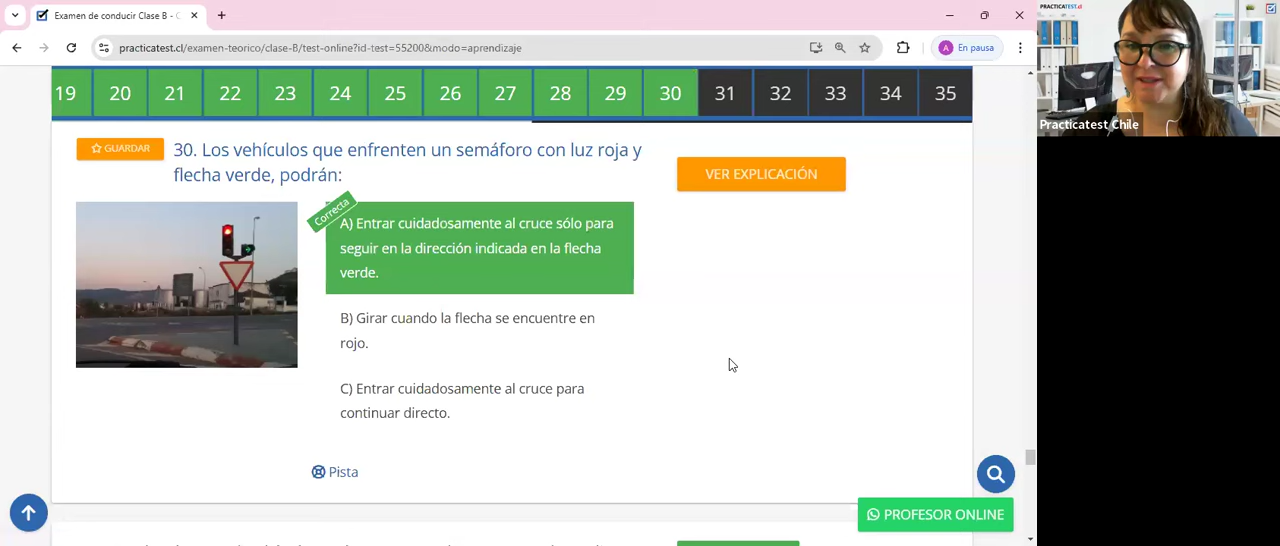 Examen de conducir Clase B - C
practicatest.cl/examen-teorico/clase-B/test-online?id-test=55200&modo=aprendizaje
A En pausa
PRACTICATEST.cl
Practicatest Chile
19 20 21 22 23 24 25 26 27 28 29 30 31 32 33 34 35
GUARDAR
30. Los vehículos que enfrenten un semáforo con luz roja y
flecha verde, podrán:
VER EXPLICACIÓN
Correcta
A) Entrar cuidadosamente al cruce sólo para
seguir en la dirección indicada en la flecha
verde.
B) Girar cuando la flecha se encuentre en
rojo.
C) Entrar cuidadosamente al cruce para
continuar directo.
Pista
PROFESOR ONLINE